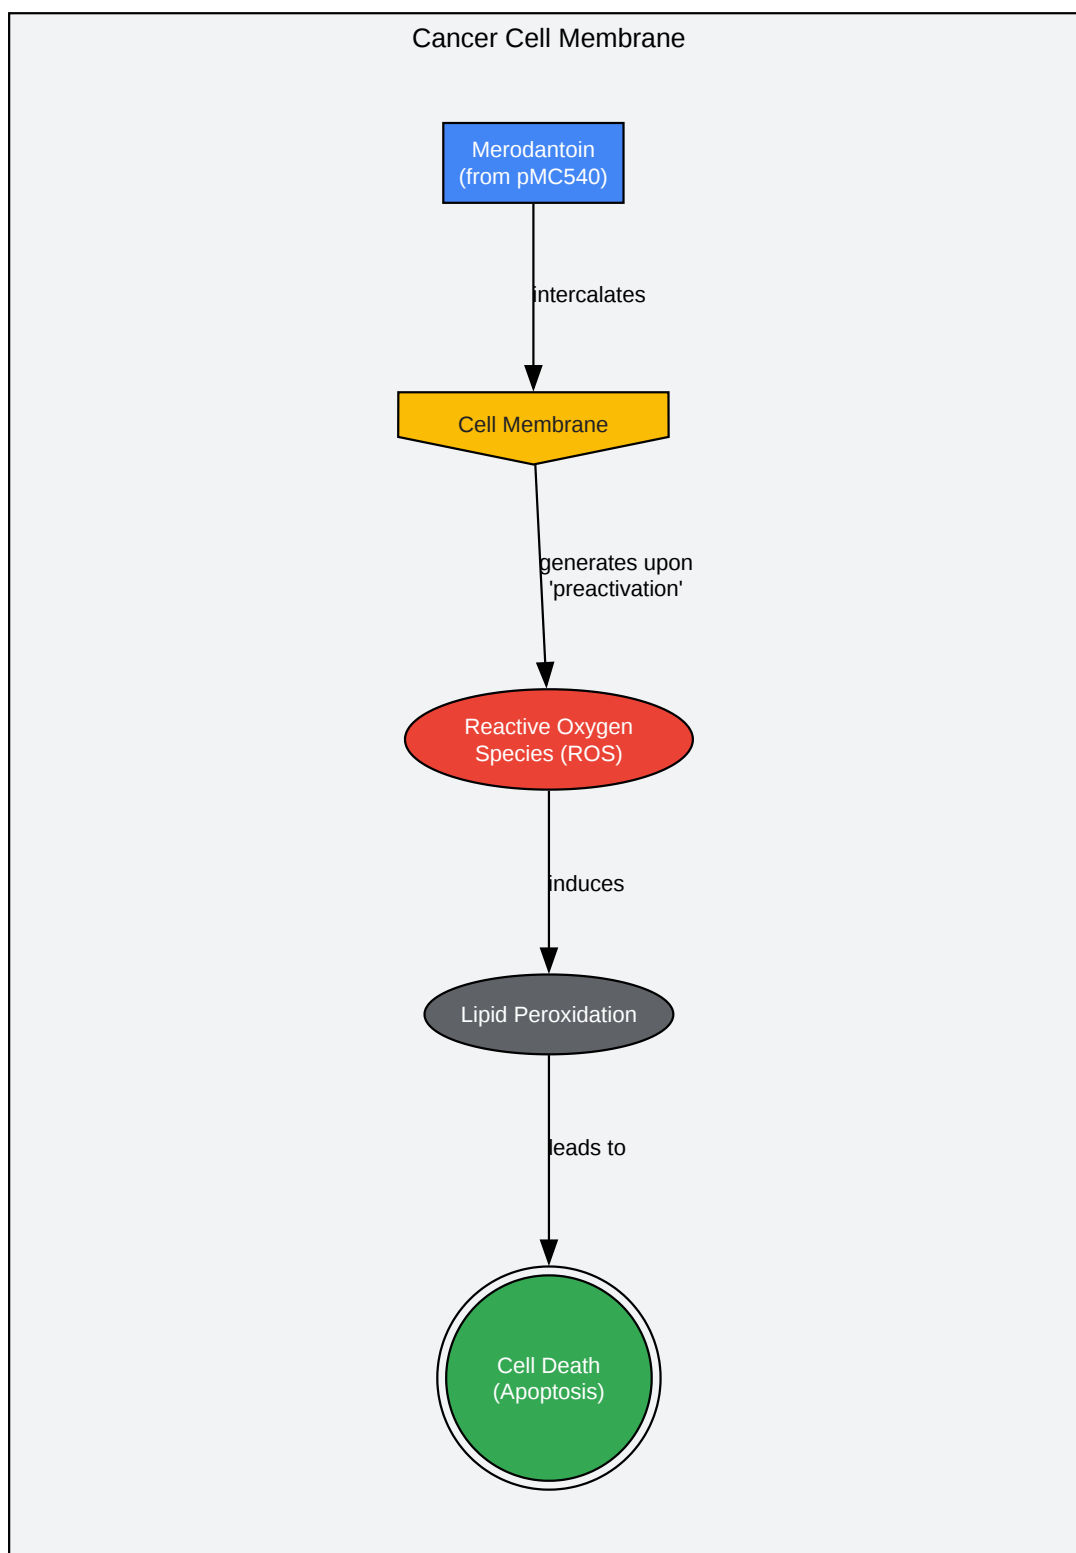 Cancer Cell Membrane
Merodantoin
(from pMC540)
intercalates
Cell Membrane
generates upon
'preactivation'
Reactive Oxygen
Species (ROS)
induces
Lipid Peroxidation
leads to
Cell Death
(Apoptosis)